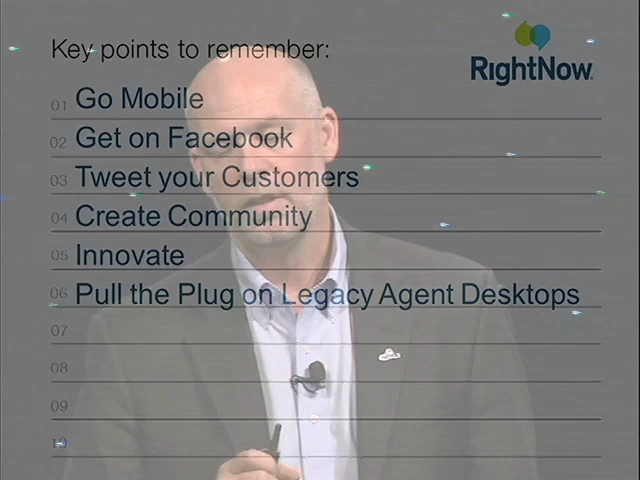 Key points to remember:
RightNow
01 Go Mobile
02 Get on Facebook
03 Tweet your Customers
04 Create Community
05 Innovate
06 Pull the Plug on Legacy Agent Desktops
07
08
09
10